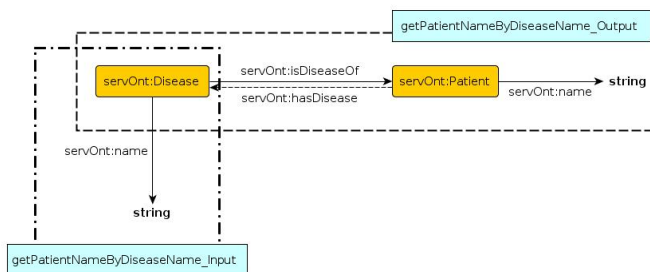 getPatientNameByDiseaseName_Output
servOnt:isDiseaseOf
servOnt:Disease
servOnt:Patient
string
servOnt:name
servOnt:hasDisease
servOnt:name
string
getPatientNameByDiseaseName_Input